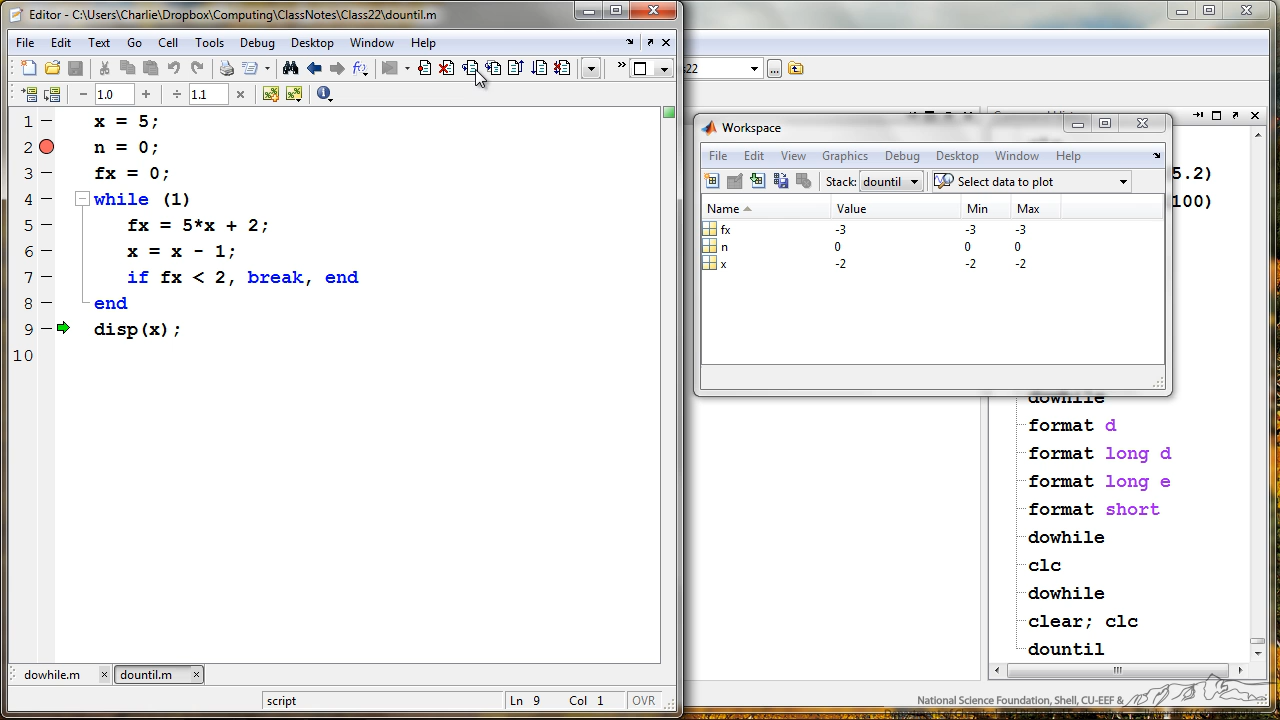 Editor - C:\Users\Charlie\Dropbox\Computing\ClassNotes\Class22\dountil.m
File Edit Text Go Cell Tools Debug Desktop Window Help
− 1.0 + ÷ 1.1 ×
1 x = 5;
2 n = 0;
3 fx = 0;
4 while (1)
5 fx = 5*x + 2;
6 x = x - 1;
7 if fx < 2, break, end
8 end
9 disp(x);
10
dowhile.m
dountil.m
script Ln 9 Col 1 OVR
22
Workspace
File Edit View Graphics Debug Desktop Window Help
Stack: dountil Select data to plot
Name Value Min Max
fx -3 -3 -3
n 0 0 0
x -2 -2 -2
5.2)
100)
dowhile
format d
format long d
format long e
format short
dowhile
clc
dowhile
clear; clc
dountil
National Science Foundation, Shell, CU-EEF &